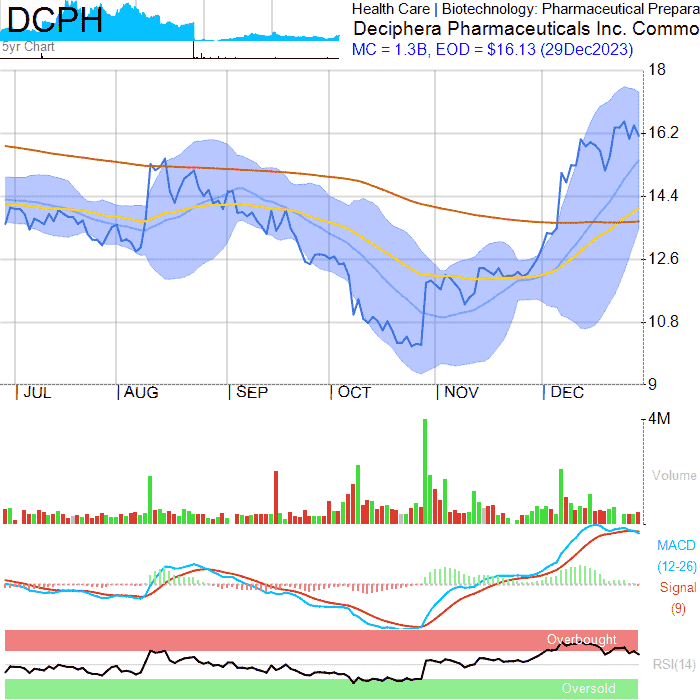 DCPH
5yr Chart
Health Care | Biotechnology: Pharmaceutical Prepara
Deciphera Pharmaceuticals Inc. Commo
MC = 1.3B, EOD = $16.13 (29Dec2023)
18
16.2
14.4
12.6
10.8
9
JUL AUG SEP OCT NOV DEC
4M
Volume
MACD
(12-26)
Signal
(9)
Overbought
RSI(14)
Oversold